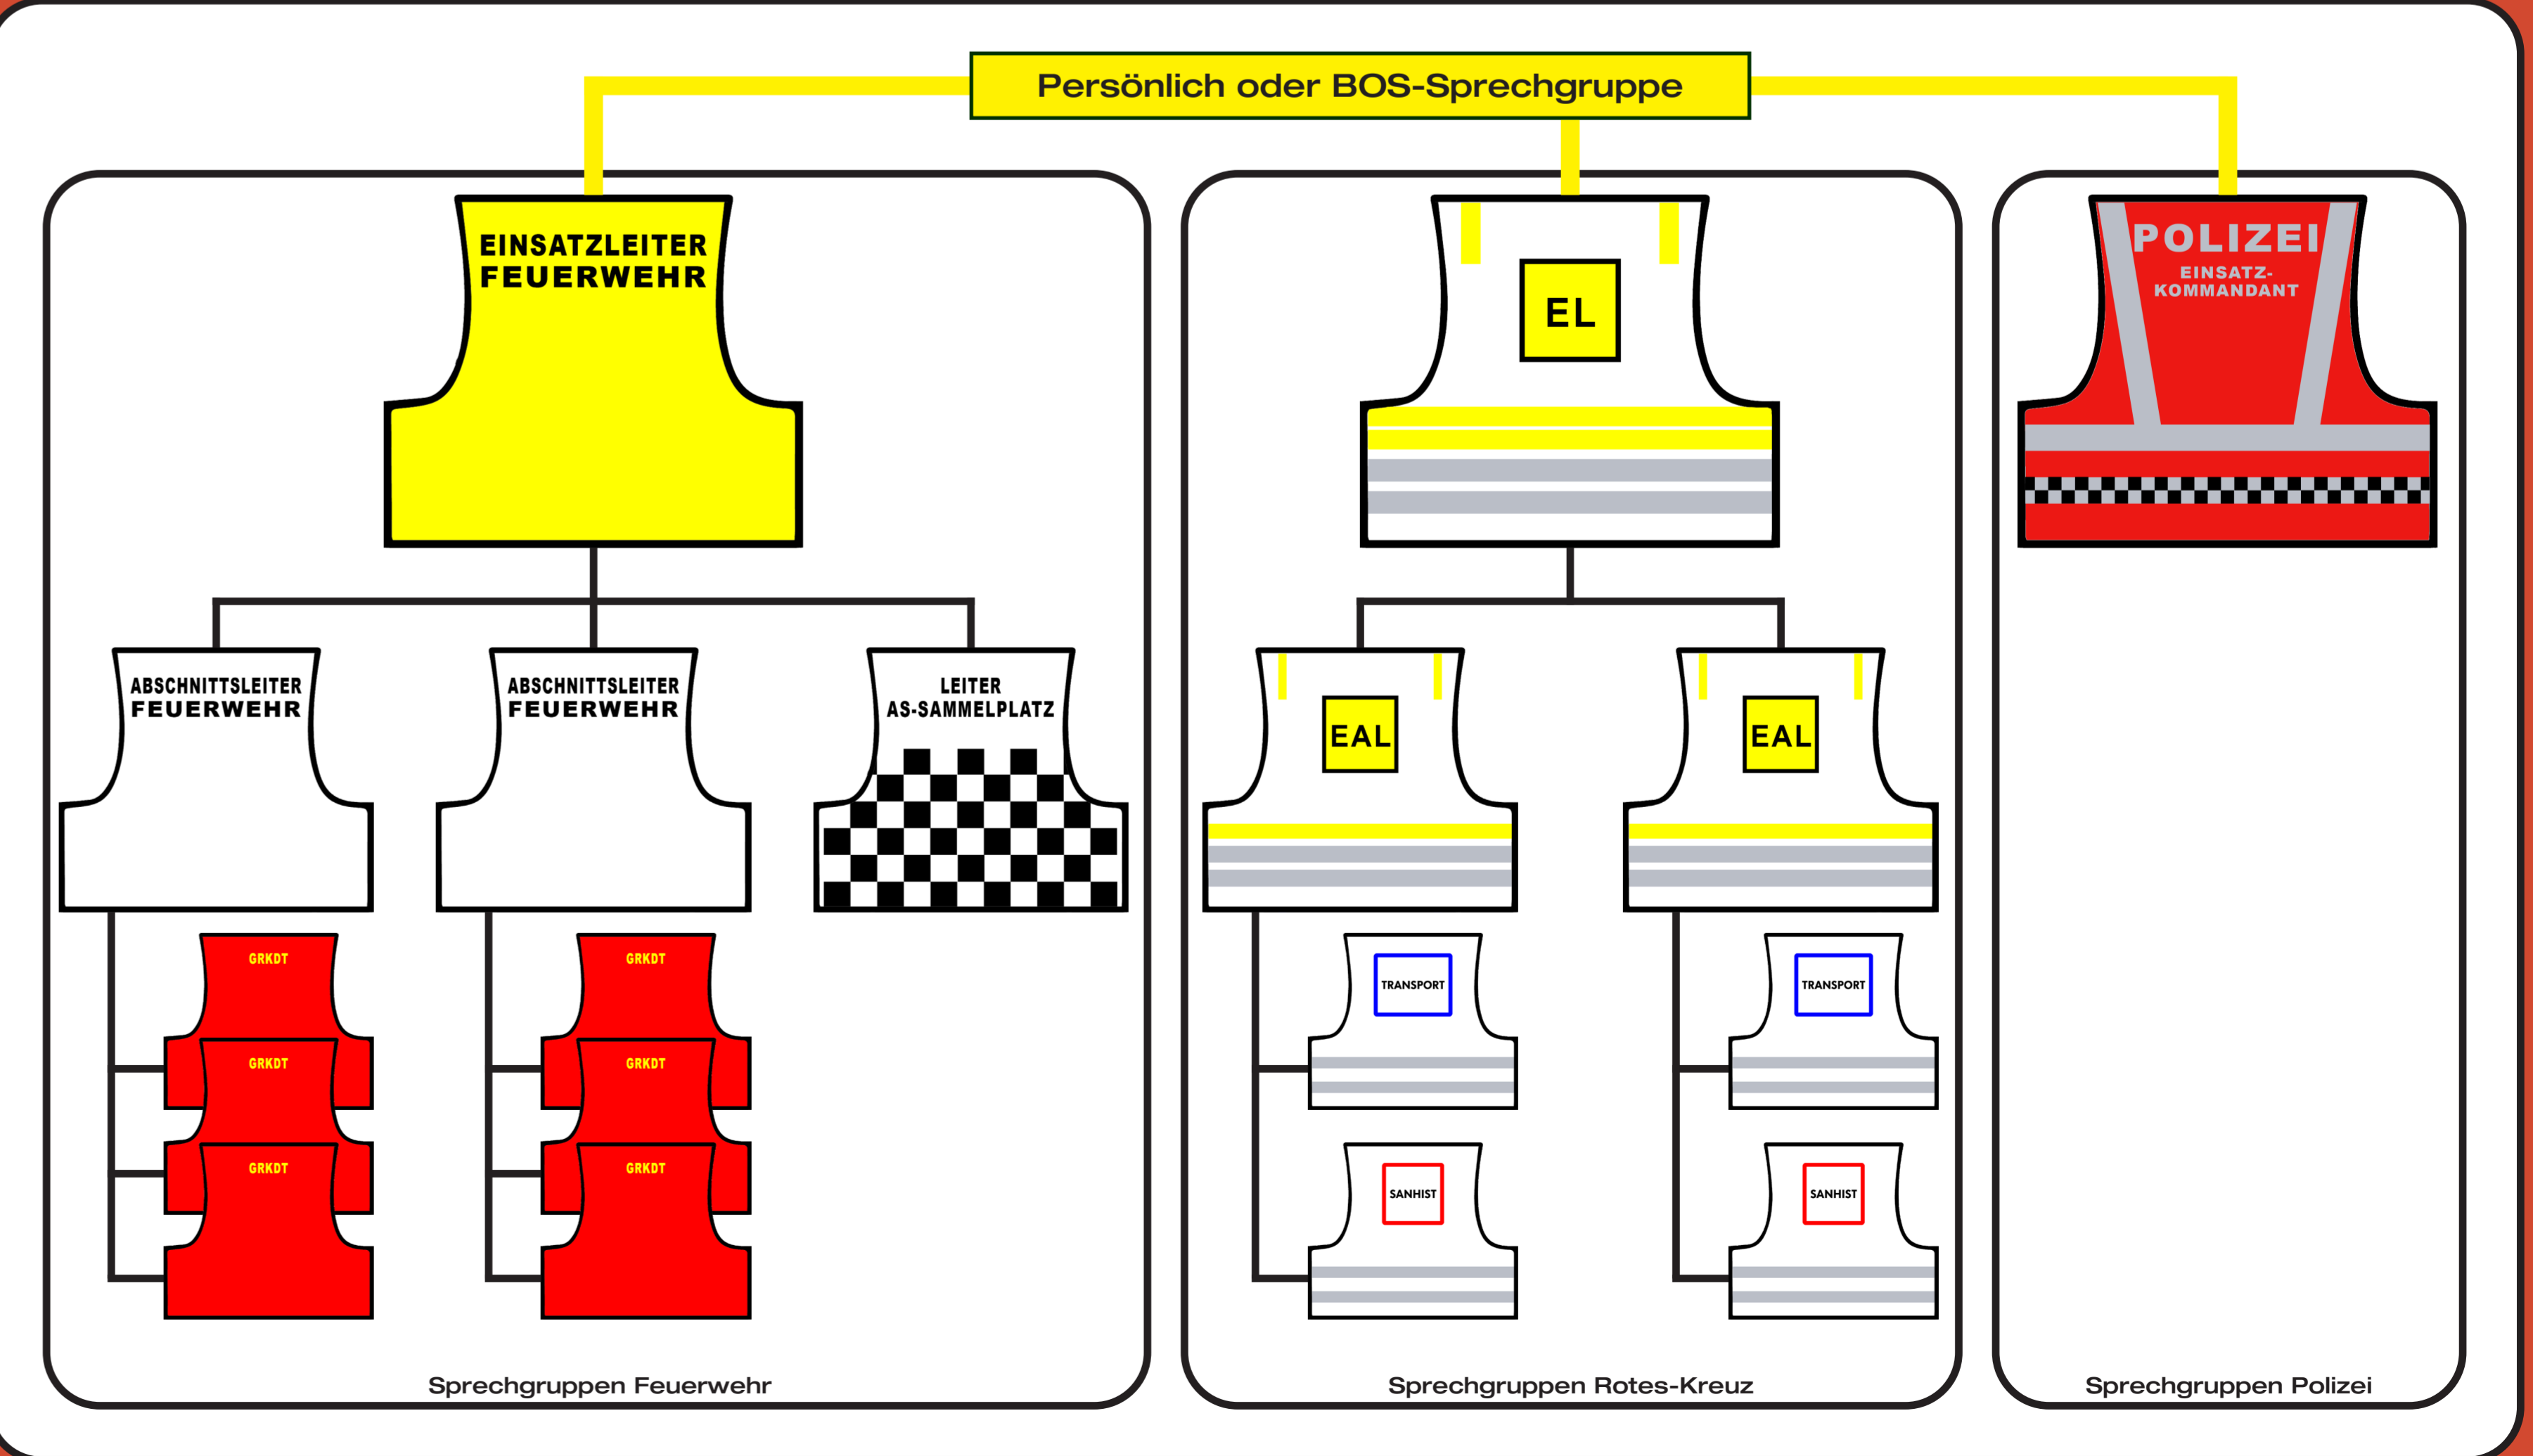 Persönlich oder BOS-Sprechgruppe
EINSATZLEITER
FEUERWEHR
EL
POLIZEI
EINSATZ-
KOMMANDANT
ABSCHNITTSLEITER
FEUERWEHR
ABSCHNITTSLEITER
FEUERWEHR
LEITER
AS-SAMMELPLATZ
EAL
EAL
GRKDT
GRKDT
GRKDT
GRKDT
GRKDT
GRKDT
TRANSPORT
TRANSPORT
SANHIST
SANHIST
Sprechgruppen Feuerwehr
Sprechgruppen Rotes-Kreuz
Sprechgruppen Polizei